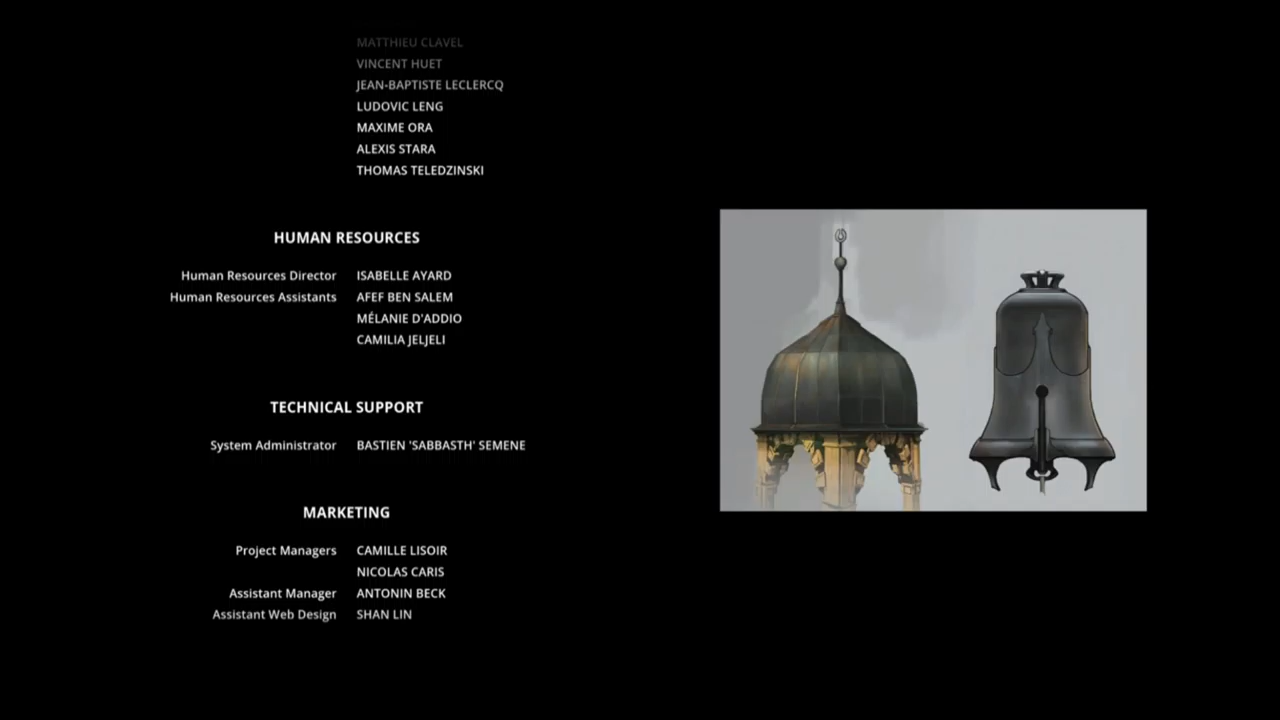 MATTHIEU CLAVEL
VINCENT HUET
JEAN-BAPTISTE LECLERCQ
LUDOVIC LENG
MAXIME ORA
ALEXIS STARA
THOMAS TELEDZINSKI
HUMAN RESOURCES
Human Resources Director ISABELLE AYARD
Human Resources Assistants AFEF BEN SALEM
MÉLANIE D'ADDIO
CAMILIA JELJELI
TECHNICAL SUPPORT
System Administrator BASTIEN 'SABBASTH' SEMENE
MARKETING
Project Managers CAMILLE LISOIR
NICOLAS CARIS
Assistant Manager ANTONIN BECK
Assistant Web Design SHAN LIN